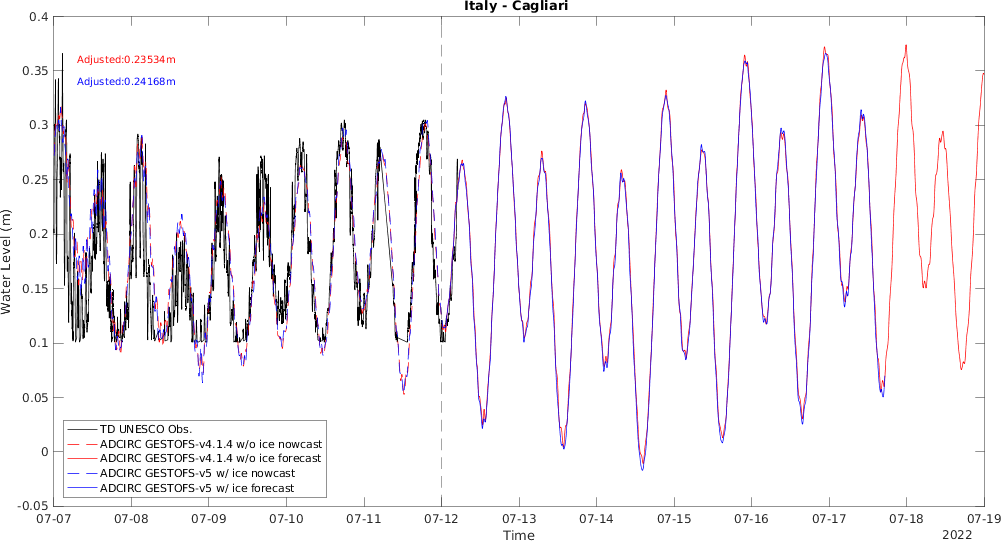 Italy - Cagliari
Water Level (m)
0.4
0.35
0.3
0.25
0.2
0.15
0.1
0.05
0
-0.05
Adjusted:0.23534m
Adjusted:0.24168m
TD UNESCO Obs.
ADCIRC GESTOFS-v4.1.4 w/o ice nowcast
ADCIRC GESTOFS-v4.1.4 w/o ice forecast
ADCIRC GESTOFS-v5 w/ ice nowcast
ADCIRC GESTOFS-v5 w/ ice forecast
07-07 07-08 07-09 07-10 07-11 07-12 07-13 07-14 07-15 07-16 07-17 07-18 07-19
Time
2022